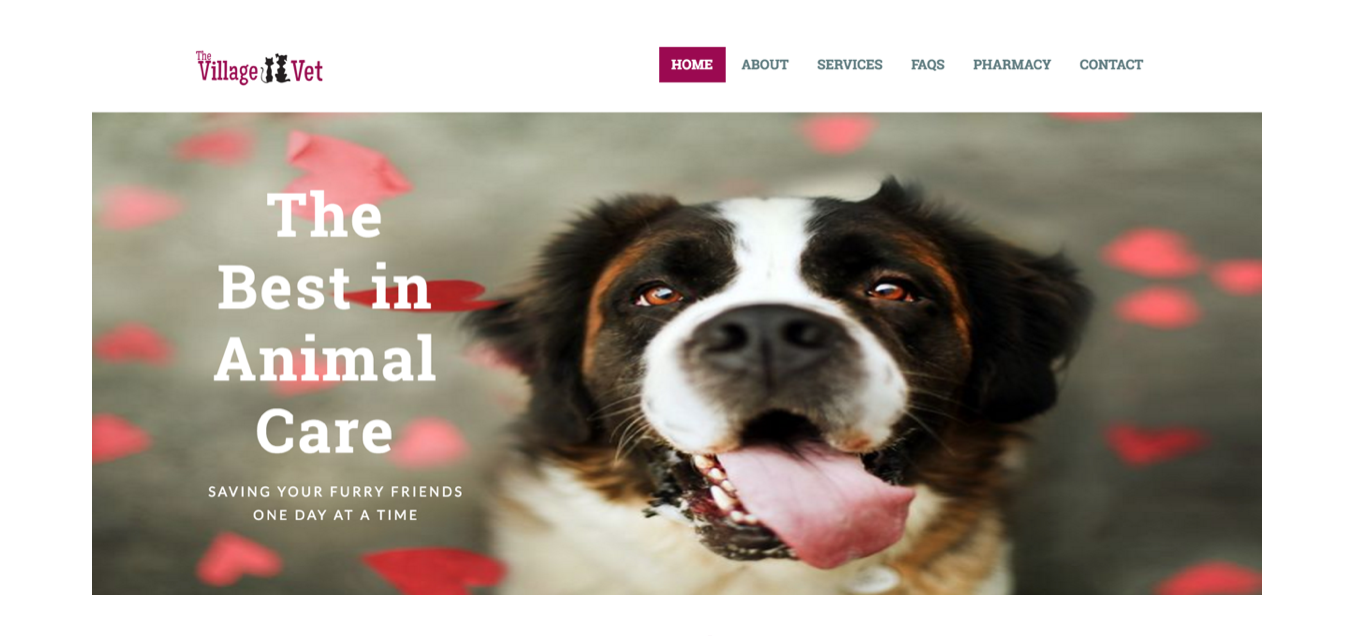 The
Village Vet
HOME ABOUT SERVICES FAQS PHARMACY CONTACT
The
Best in
Animal
Care
SAVING YOUR FURRY FRIENDS
ONE DAY AT A TIME